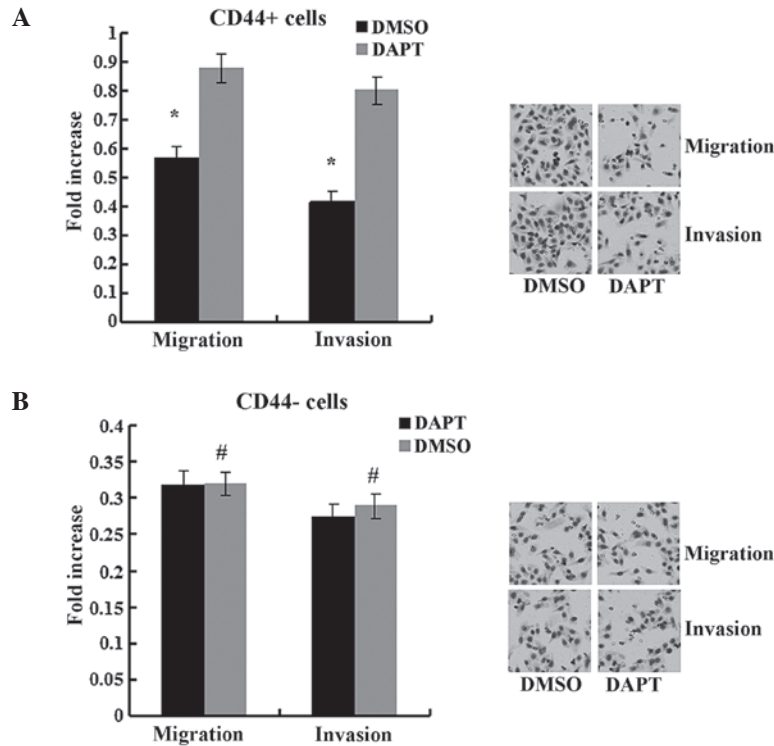 A
CD44+ cells
DMSO
DAPT
Fold increase
1
0.9
0.8
0.7
0.6
0.5
0.4
0.3
0.2
0.1
0
*
*
Migration
Invasion
Migration
Invasion
DMSO
DAPT
B
CD44- cells
DAPT
DMSO
Fold increase
0.4
0.35
0.3
0.25
0.2
0.15
0.1
0.05
0
#
#
Migration
Invasion
Migration
Invasion
DMSO
DAPT